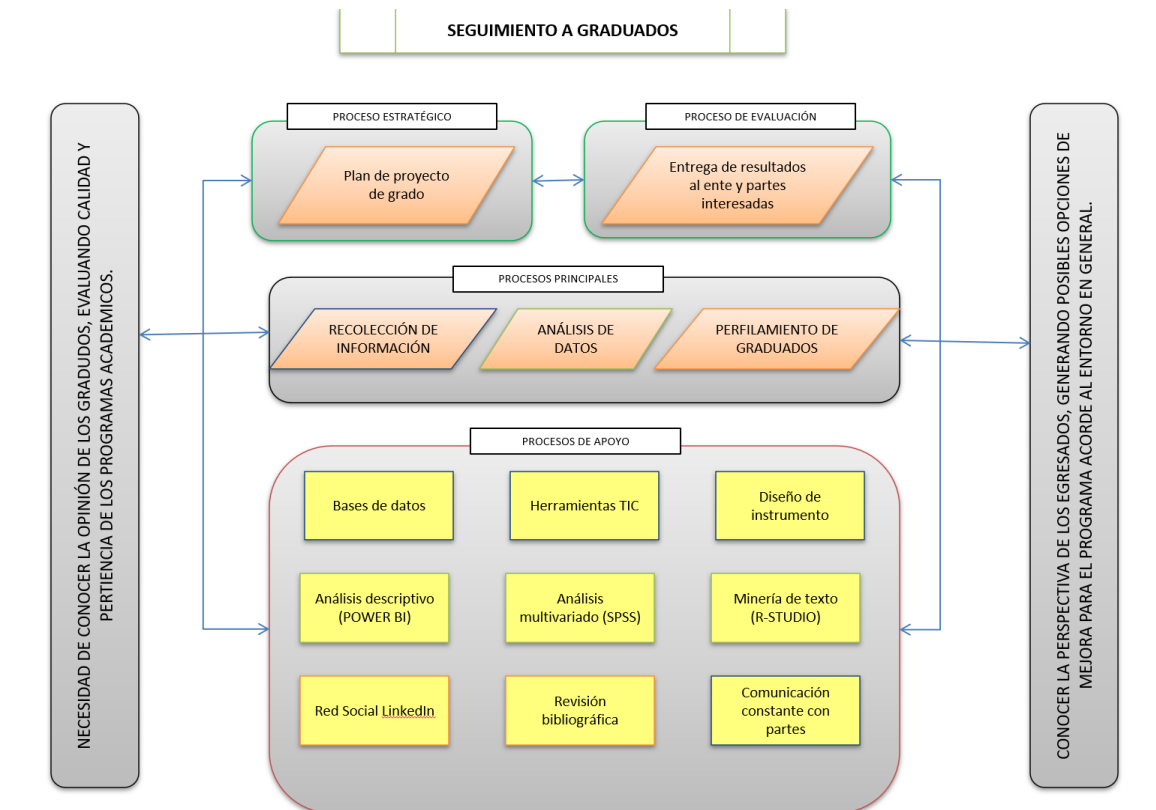 SEGUIMIENTO A GRADUADOS
NECESIDAD DE CONOCER LA OPINIÓN DE LOS GRADUDOS, EVALUANDO CALIDAD Y
PERTIENCIA DE LOS PROGRAMAS ACADEMICOS.
PROCESO ESTRATÉGICO
Plan de proyecto
de grado
PROCESO DE EVALUACIÓN
Entrega de resultados
al ente y partes
interesadas
PROCESOS PRINCIPALES
RECOLECCIÓN DE
INFORMACIÓN
ANÁLISIS DE
DATOS
PERFILAMIENTO DE
GRADUADOS
PROCESOS DE APOYO
Bases de datos
Herramientas TIC
Diseño de
instrumento
Análisis descriptivo
(POWER BI)
Análisis
multivariado (SPSS)
Minería de texto
(R-STUDIO)
Red Social LinkedIn
Revisión
bibliográfica
Comunicación
constante con
partes
CONOCER LA PERSPECTIVA DE LOS EGRESADOS, GENERANDO POSIBLES OPCIONES DE
MEJORA PARA EL PROGRAMA ACORDE AL ENTORNO EN GENERAL.